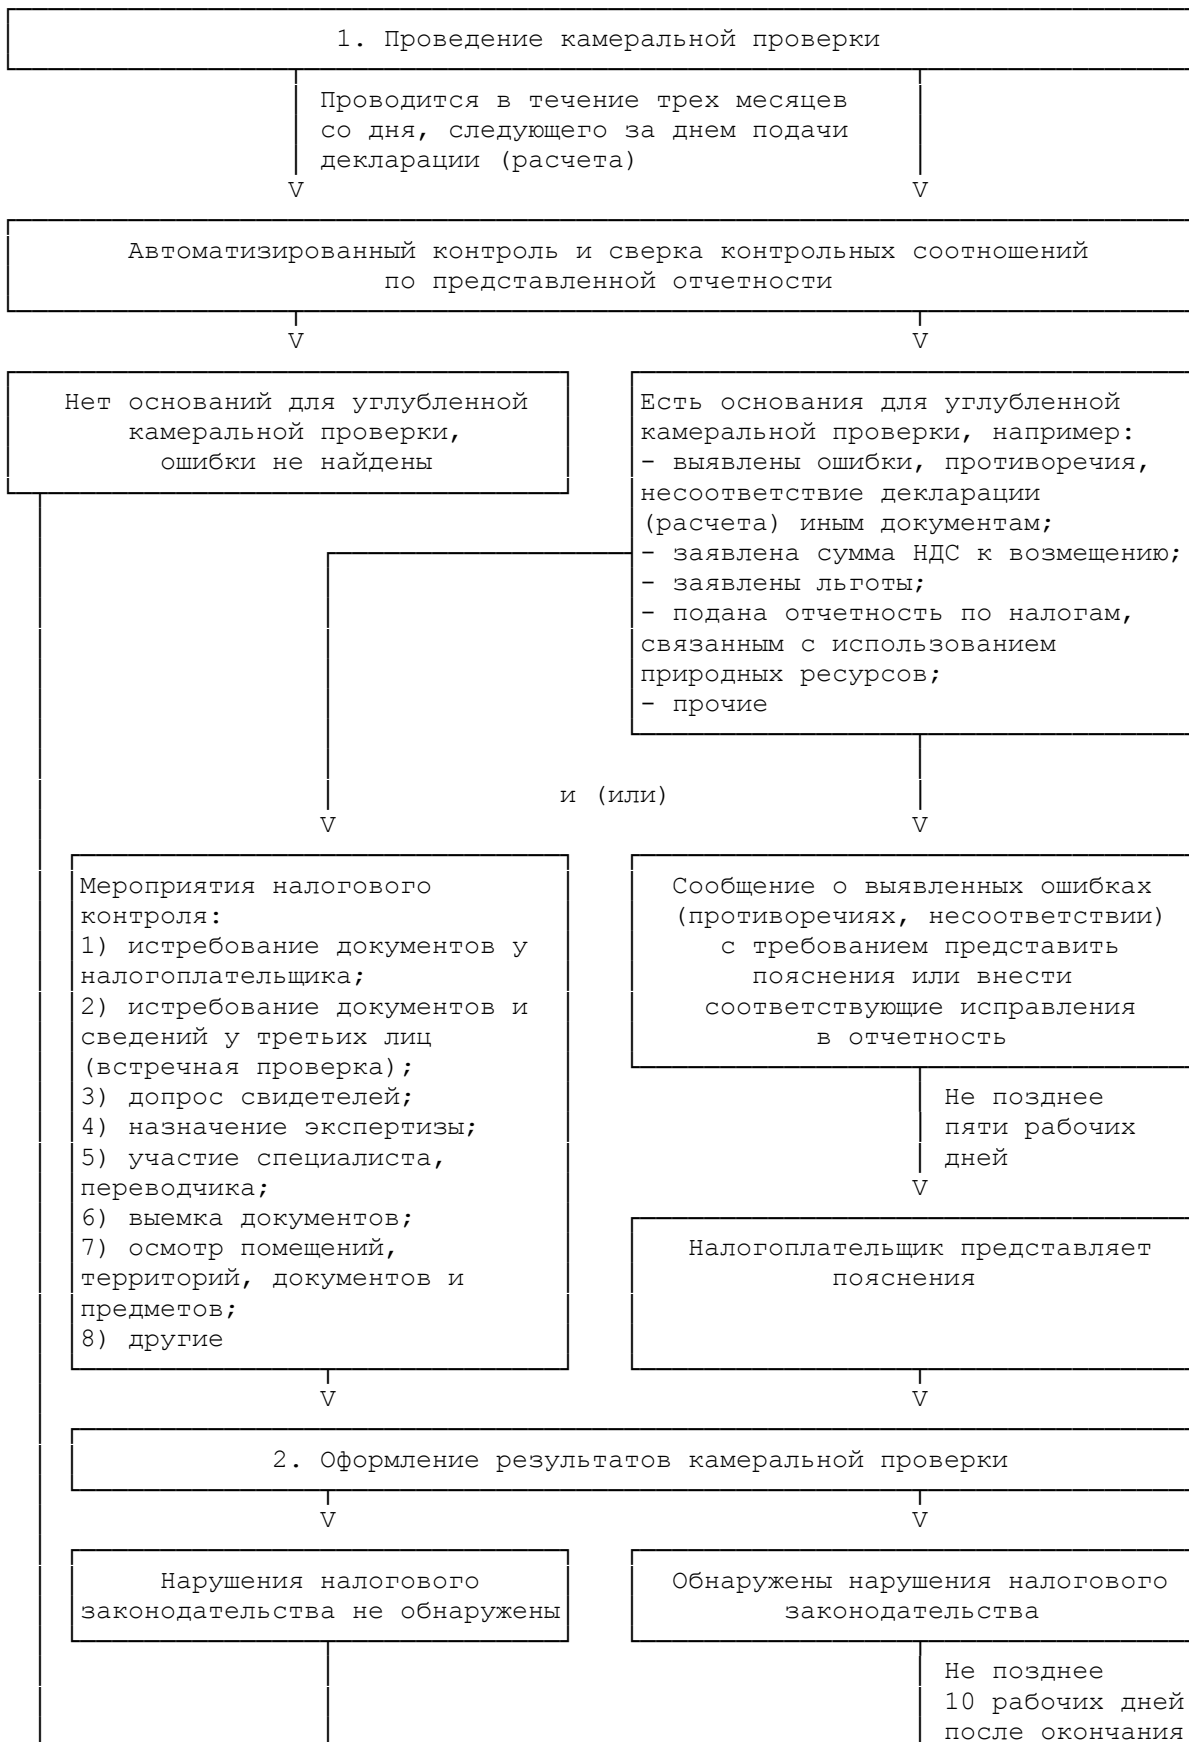 1. Проведение камеральной проверки
Проводится в течение трех месяцев
со дня, следующего за днем подачи
декларации (расчета)
V
V
Автоматизированный контроль и сверка контрольных соотношений
по представленной отчетности
V
V
Нет оснований для углубленной
камеральной проверки,
ошибки не найдены
Есть основания для углубленной
камеральной проверки, например:
- выявлены ошибки, противоречия,
несоответствие декларации
(расчета) иным документам;
- заявлена сумма НДС к возмещению;
- заявлены льготы;
- подана отчетность по налогам,
связанным с использованием
природных ресурсов;
- прочие
и (или)
V
V
Мероприятия налогового
контроля:
1) истребование документов у
налогоплательщика;
2) истребование документов и
сведений у третьих лиц
(встречная проверка);
3) допрос свидетелей;
4) назначение экспертизы;
5) участие специалиста,
переводчика;
6) выемка документов;
7) осмотр помещений,
территорий, документов и
предметов;
8) другие
Сообщение о выявленных ошибках
(противоречиях, несоответствии)
с требованием представить
пояснения или внести
соответствующие исправления
в отчетность
Не позднее
пяти рабочих
дней
V
Налогоплательщик представляет
пояснения
V
V
2. Оформление результатов камеральной проверки
V
V
Нарушения налогового
законодательства не обнаружены
Обнаружены нарушения налогового
законодательства
Не позднее
10 рабочих дней
после окончания